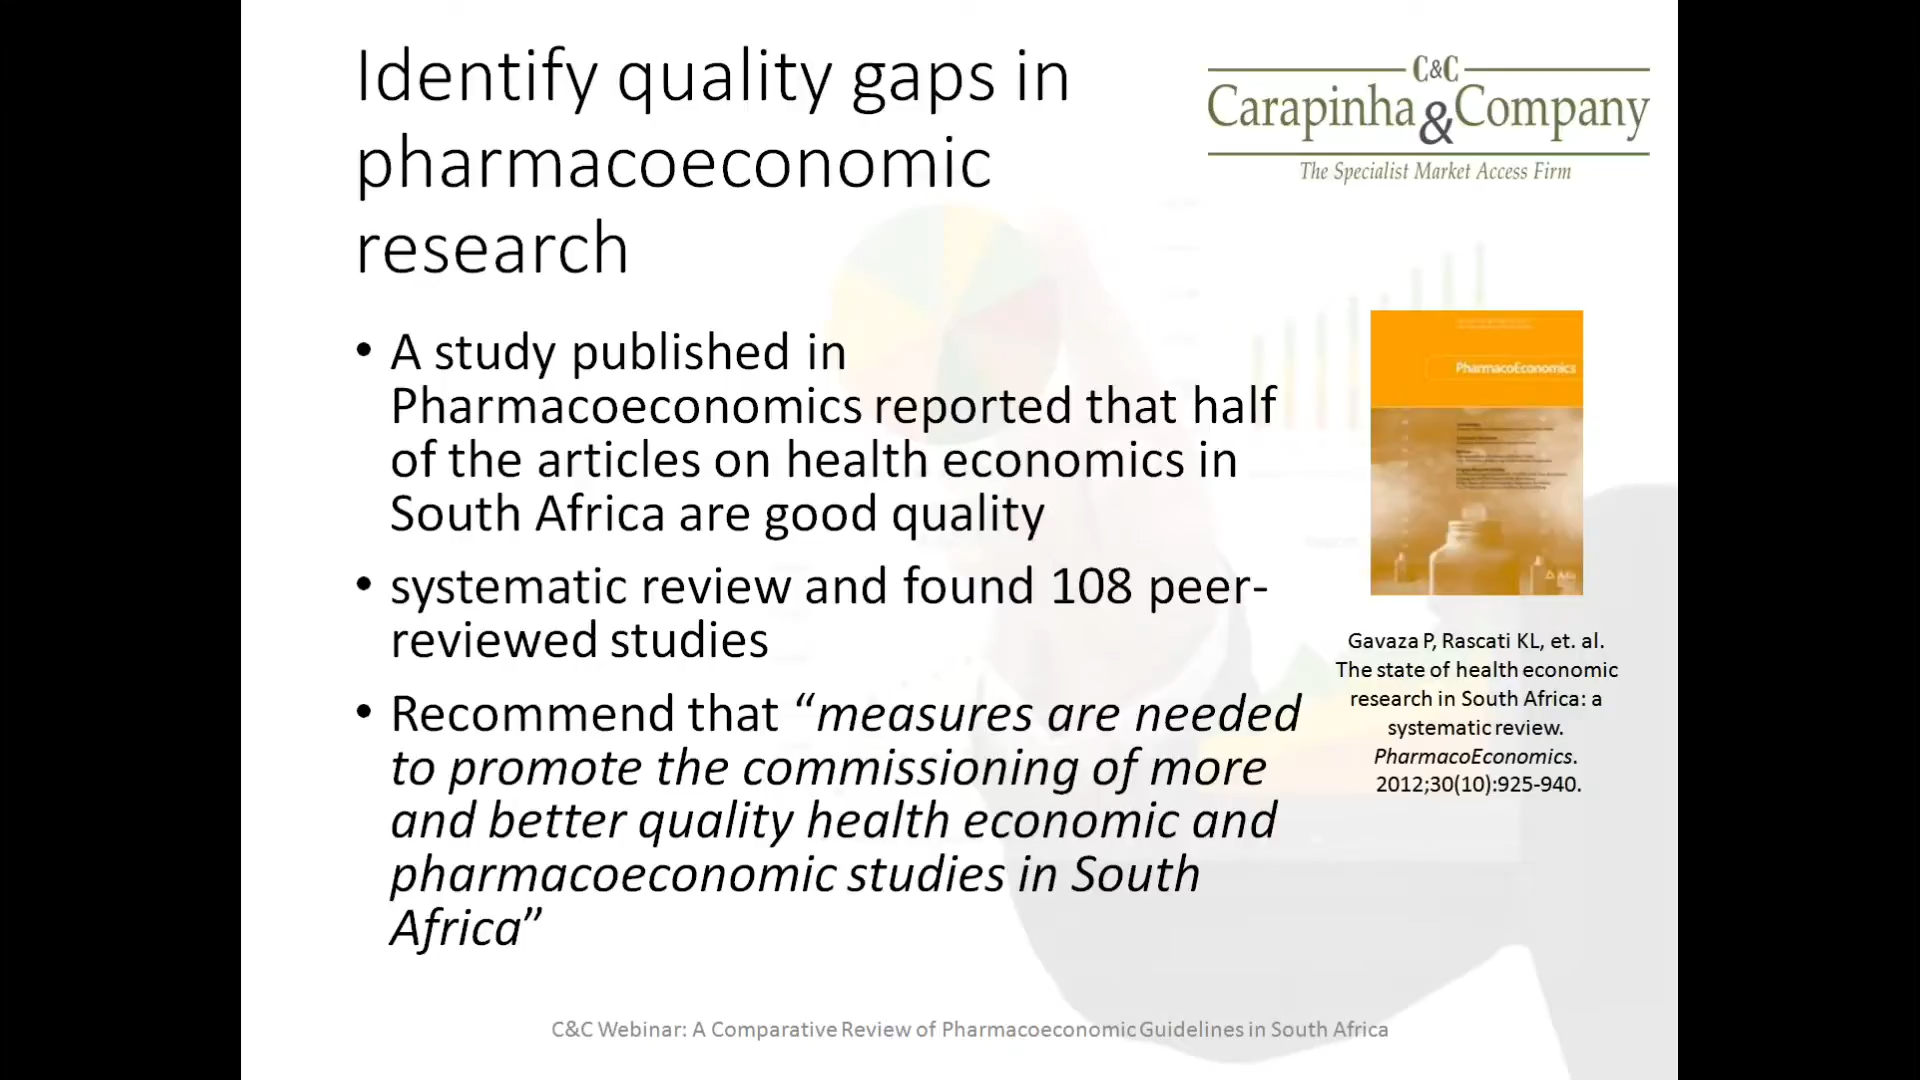 Identify quality gaps in
pharmacoeconomic
research
C&C
Carapinha & Company
The Specialist Market Access Firm
• A study published in
Pharmacoeconomics reported that half
of the articles on health economics in
South Africa are good quality
• systematic review and found 108 peer-
reviewed studies
• Recommend that “measures are needed
to promote the commissioning of more
and better quality health economic and
pharmacoeconomic studies in South
Africa”
PharmacoEconomics
Gavaza P, Rascati KL, et. al.
The state of health economic
research in South Africa: a
systematic review.
PharmacoEconomics.
2012;30(10):925-940.
C&C Webinar: A Comparative Review of Pharmacoeconomic Guidelines in South Africa